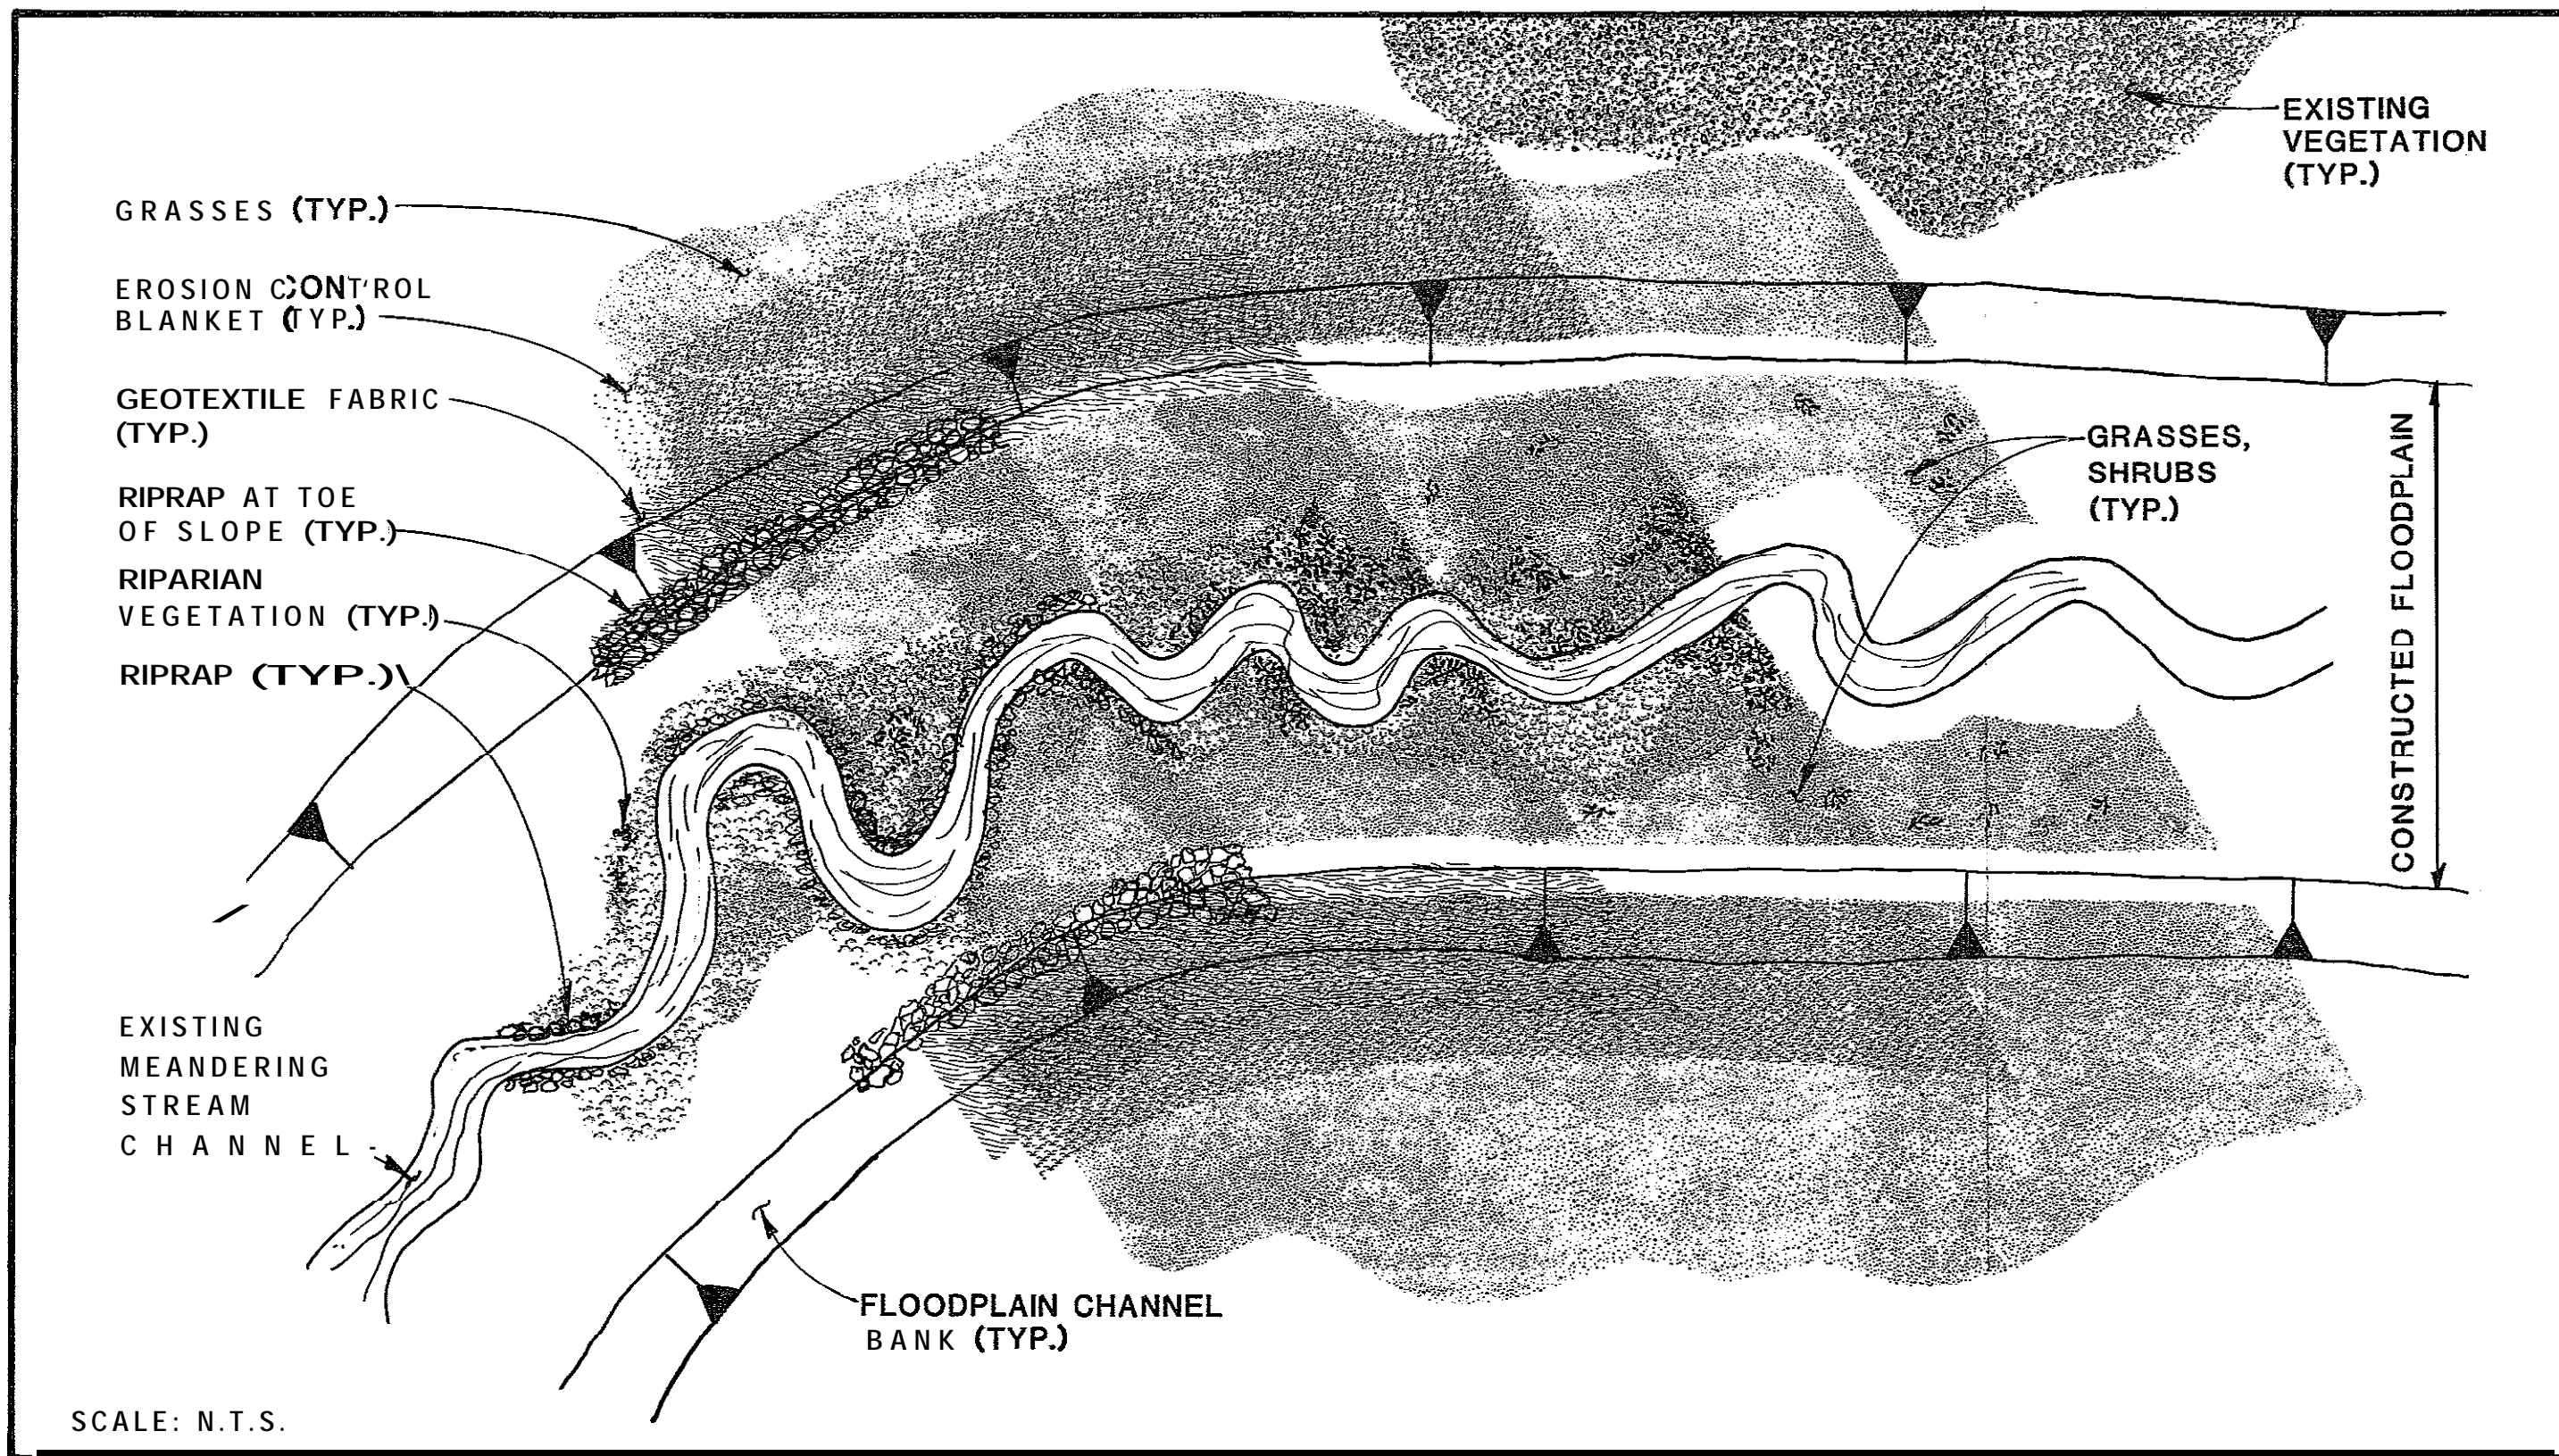 EXISTING
VEGETATION
(TYP.)
GRASSES (TYP.)
EROSION CONTROL
BLANKET (TYP.)
GEOTEXTILE FABRIC
(TYP.)
RIPRAP AT TOE
OF SLOPE (TYP.)
RIPARIAN
VEGETATION (TYP.)
RIPRAP (TYP.)
GRASSES,
SHRUBS
(TYP.)
CONSTRUCTED FLOODPLAIN
EXISTING
MEANDERING
STREAM
CHANNEL
FLOODPLAIN CHANNEL
BANK (TYP.)
SCALE: N.T.S.